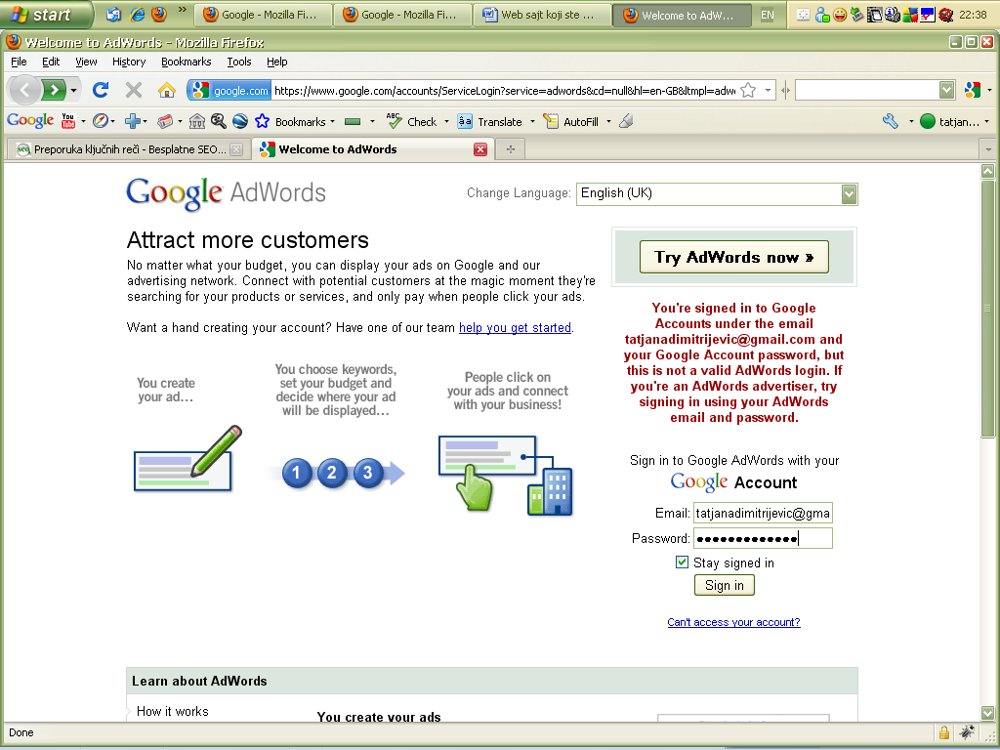 start
»
Google - Mozilla Fi...
Google - Mozilla Fi...
Web sajt koji ste ...
Welcome to AdW...
EN
22:38
Welcome to AdWords - Mozilla Firefox
File Edit View History Bookmarks Tools Help
google.com https://www.google.com/accounts/ServiceLogin?service=adwords&cd=null&hl=en-GB&ltmpl=adw
Google Bookmarks Check Translate AutoFill tatjan...
Preporuka ključnih reči - Besplatne SEO...
Welcome to AdWords
Google AdWords
Change Language: English (UK)
Attract more customers
No matter what your budget, you can display your ads on Google and our
advertising network. Connect with potential customers at the magic moment they're
searching for your products or services, and only pay when people click your ads.
Want a hand creating your account? Have one of our team help you get started.
You create
your ad...
You choose keywords,
set your budget and
decide where your ad
will be displayed...
People click on
your ads and connect
with your business!
1 2 3
Try AdWords now »
You're signed in to Google
Accounts under the email
tatjanadimitrijevic@gmail.com and
your Google Account password, but
this is not a valid AdWords login. If
you're an AdWords advertiser, try
signing in using your AdWords
email and password.
Sign in to Google AdWords with your
Google Account
Email: tatjanadimitrijevic@gma
Password: •••••••••••••
Stay signed in
Sign in
Can't access your account?
Learn about AdWords
How it works
You create your ads
Done